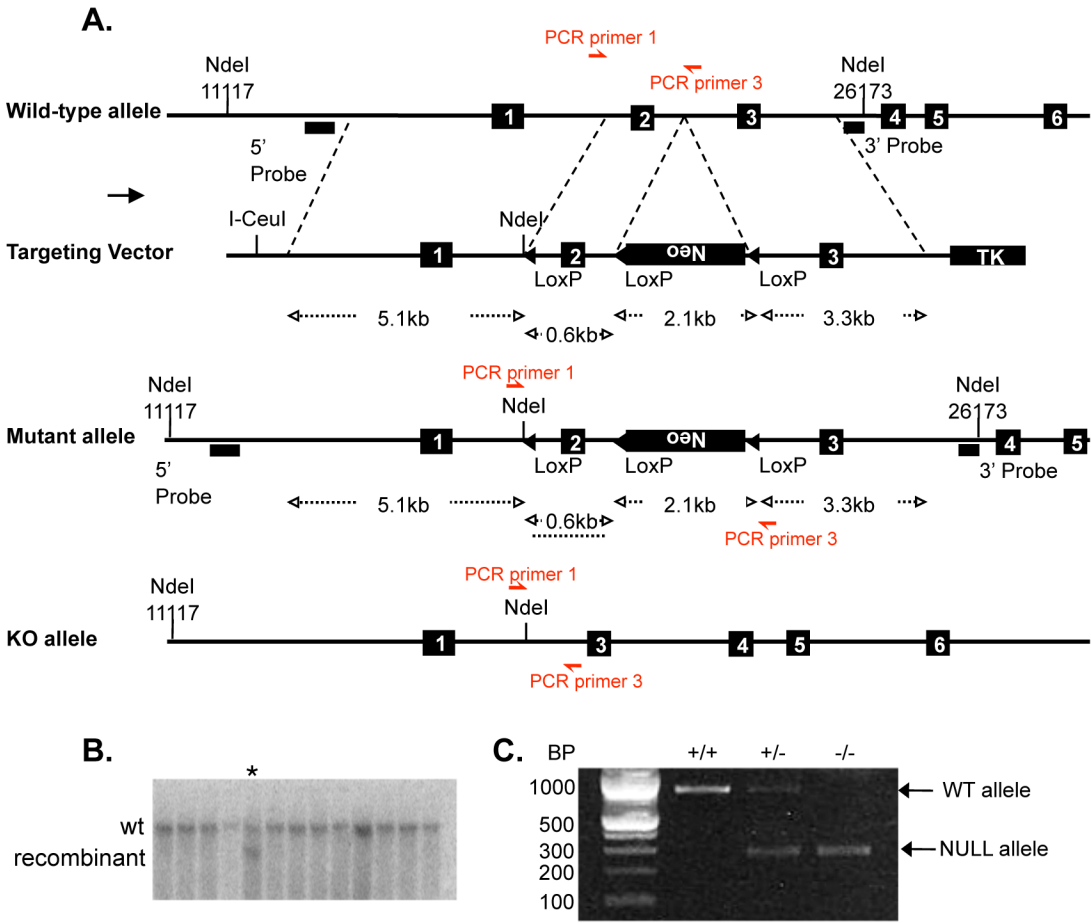 A.
PCR primer 1
NdeI
11117
PCR primer 3
NdeI
26173
Wild-type allele
1
2
3
4
5
6
5’
Probe
3’ Probe
I-CeuI
NdeI
Targeting Vector
1
2
Neo
3
TK
LoxP
LoxP
LoxP
5.1kb
0.6kb
2.1kb
3.3kb
PCR primer 1
NdeI
11117
NdeI
NdeI
26173
Mutant allele
1
2
Neo
3
4
5
5’
Probe
LoxP
LoxP
LoxP
3’ Probe
5.1kb
0.6kb
2.1kb
3.3kb
PCR primer 3
PCR primer 1
NdeI
11117
NdeI
KO allele
1
3
4
5
6
PCR primer 3
B.
*
wt
recombinant
C.
BP
+/+
+/-
-/-
1000
500
300
200
100
WT allele
NULL allele